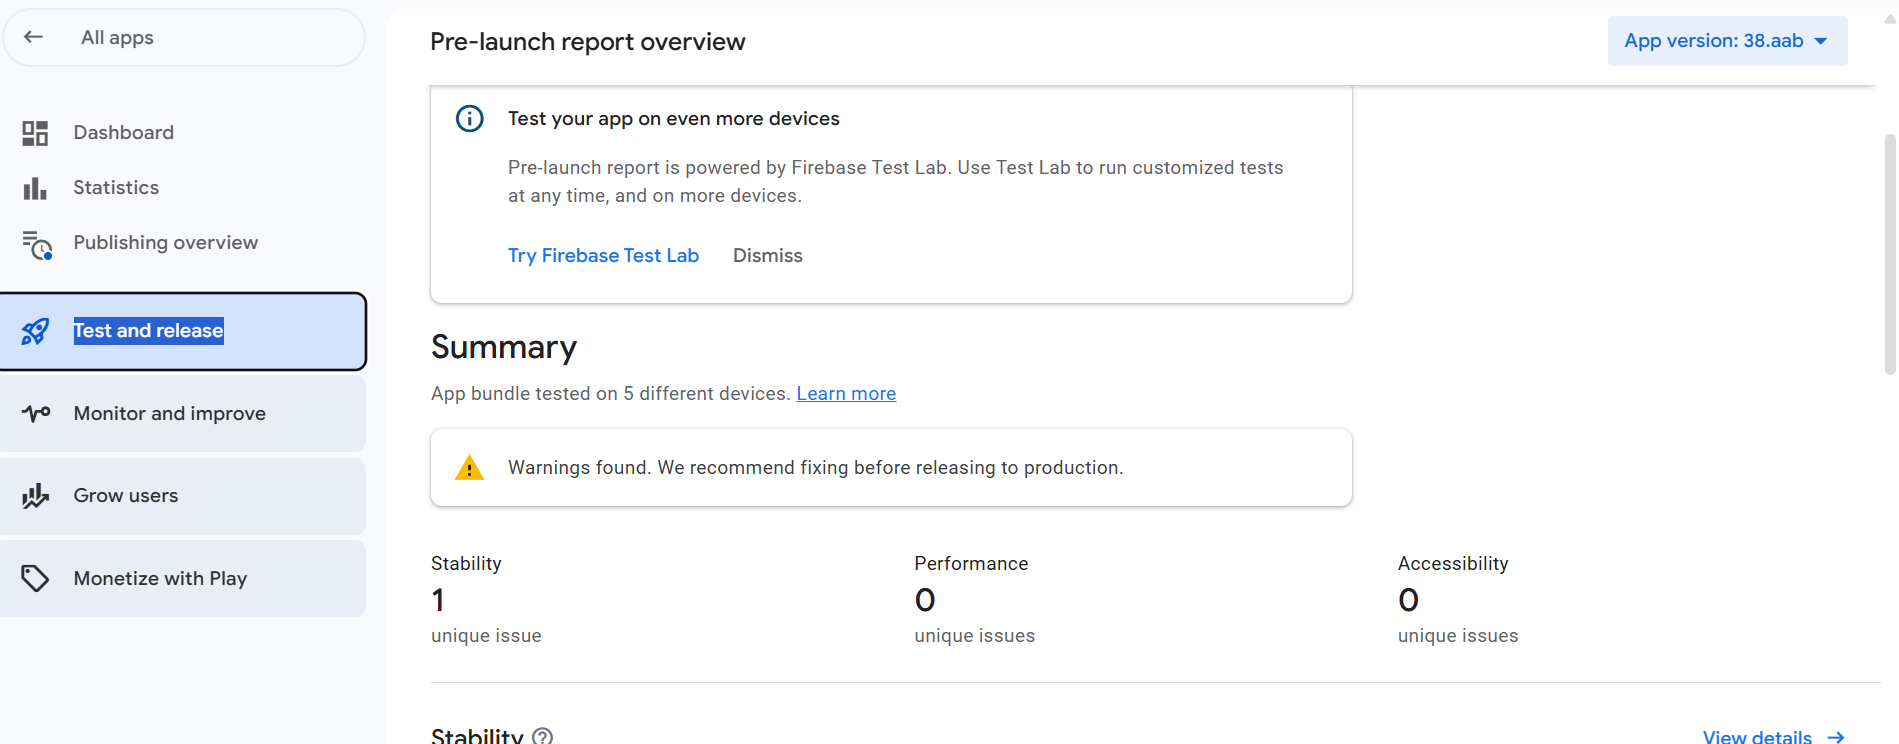 All apps
Dashboard
Statistics
Publishing overview
Test and release
Monitor and improve
Grow users
Monetize with Play
Pre-launch report overview
App version: 38.aab
Test your app on even more devices
Pre-launch report is powered by Firebase Test Lab. Use Test Lab to run customized tests
at any time, and on more devices.
Try Firebase Test Lab Dismiss
Summary
App bundle tested on 5 different devices. Learn more
Warnings found. We recommend fixing before releasing to production.
Stability
1
unique issue
Performance
0
unique issues
Accessibility
0
unique issues
Stability
View details